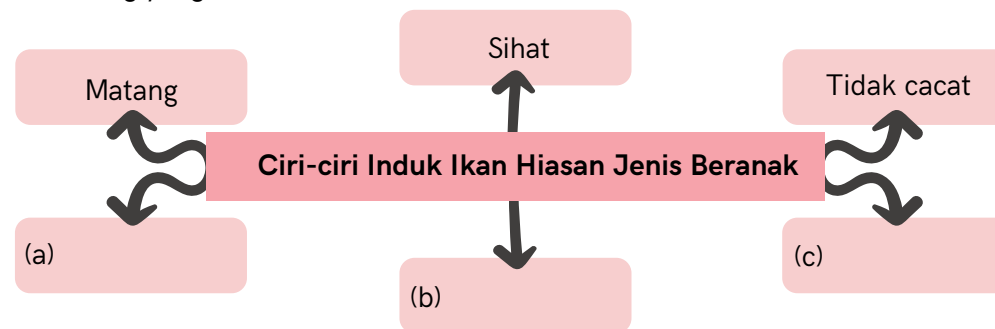 Sihat
Matang
Tidak cacat
Ciri-ciri Induk Ikan Hiasan Jenis Beranak
(a)
(b)
(c)